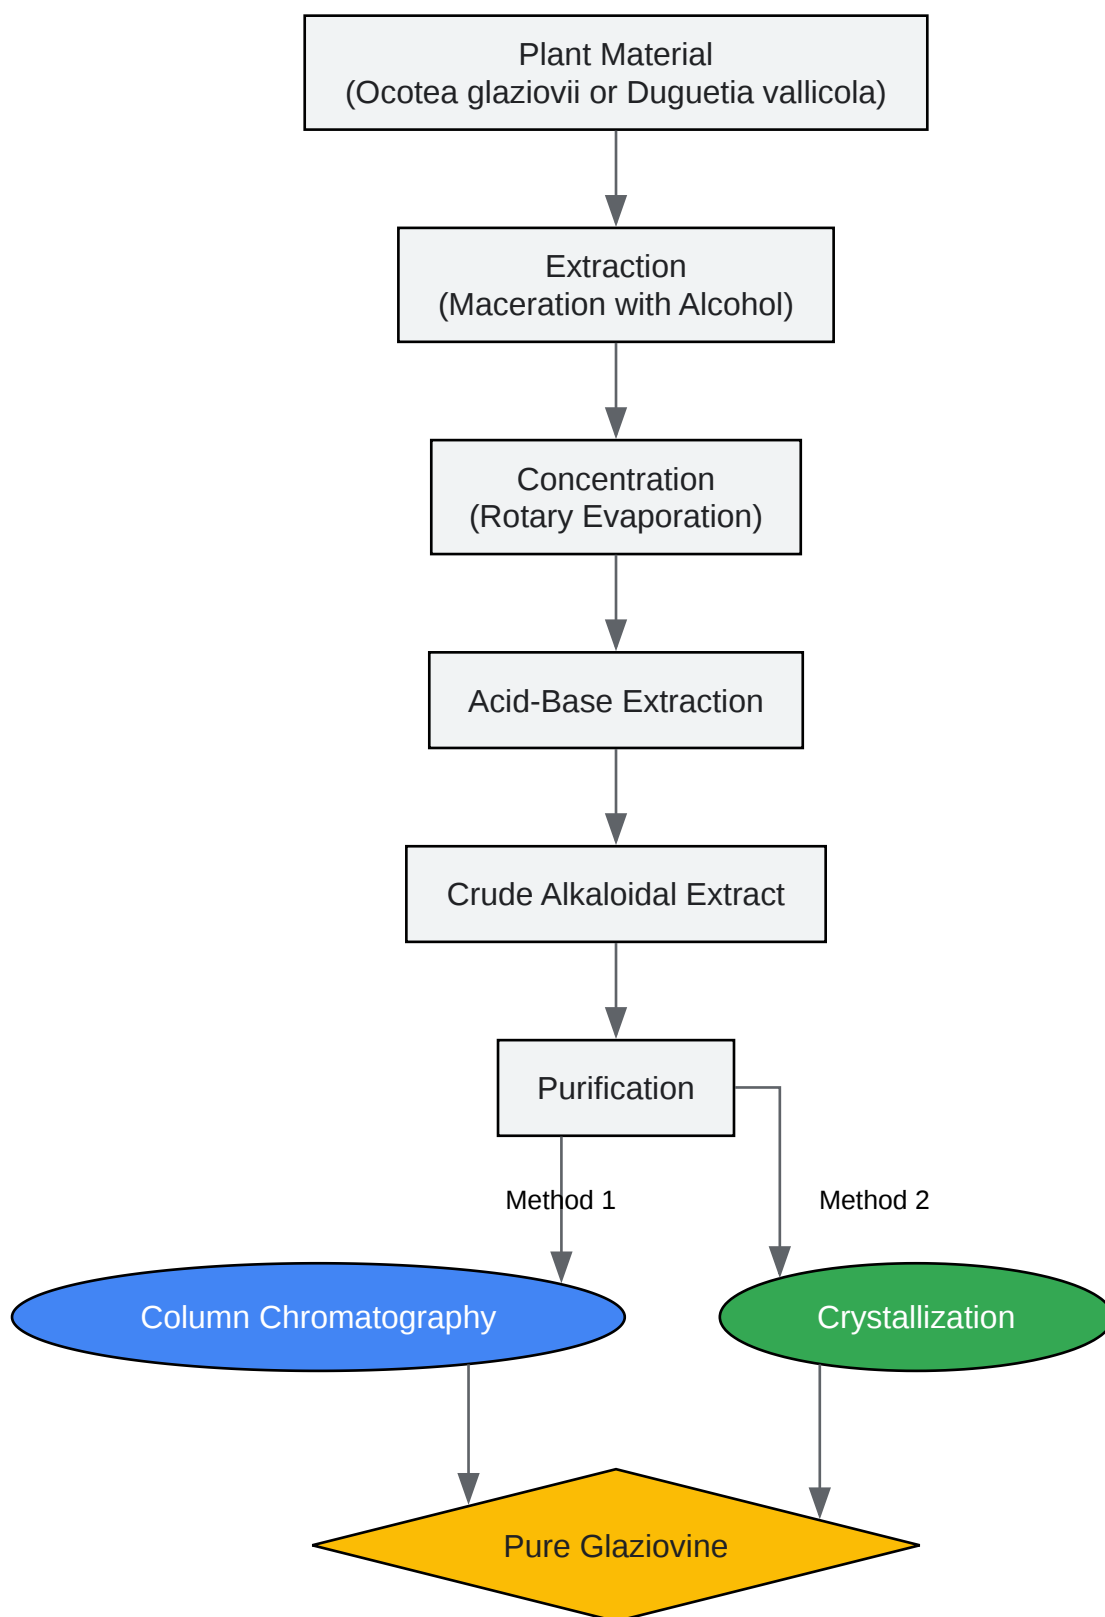 Plant Material
(Ocotea glaziovii or Duguetia vallicola)
Extraction
(Maceration with Alcohol)
Concentration
(Rotary Evaporation)
Acid-Base Extraction
Crude Alkaloidal Extract
Purification
Method 1
Method 2
Column Chromatography
Crystallization
Pure Glaziovine